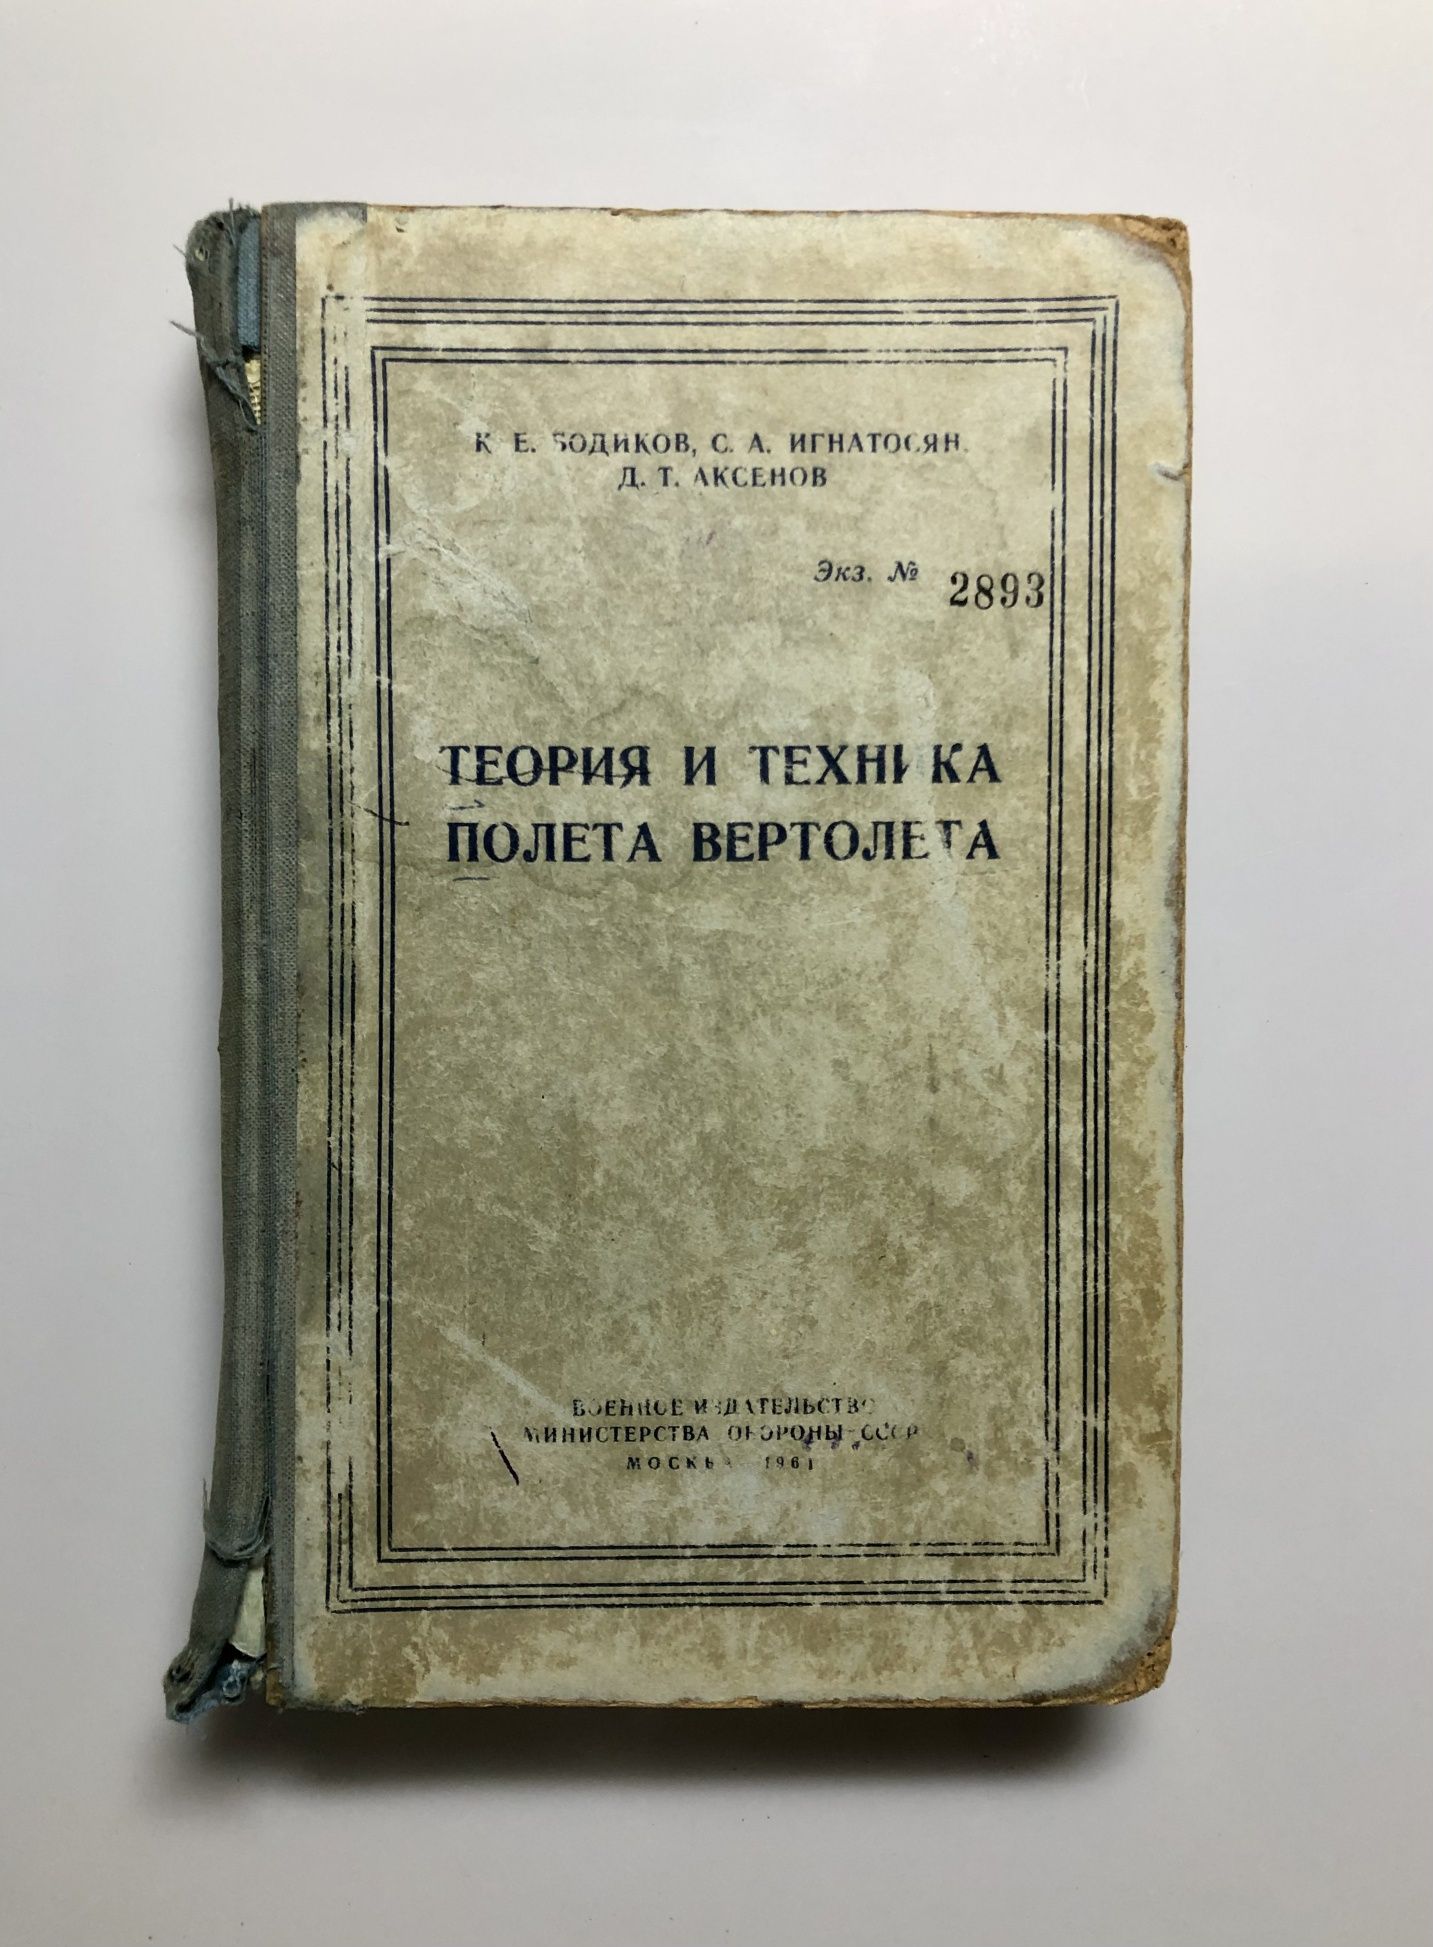 К. Е. БОДИКОВ, С. А. ИГНАТОСЯН,
Д. Т. АКСЕНОВ
Экз. № 2893
ТЕОРИЯ И ТЕХНИКА
ПОЛЕТА ВЕРТОЛЕТА
ВОЕННОЕ ИЗДАТЕЛЬСТВО
МИНИСТЕРСТВА ОБОРОНЫ СССР
МОСКВА 1961